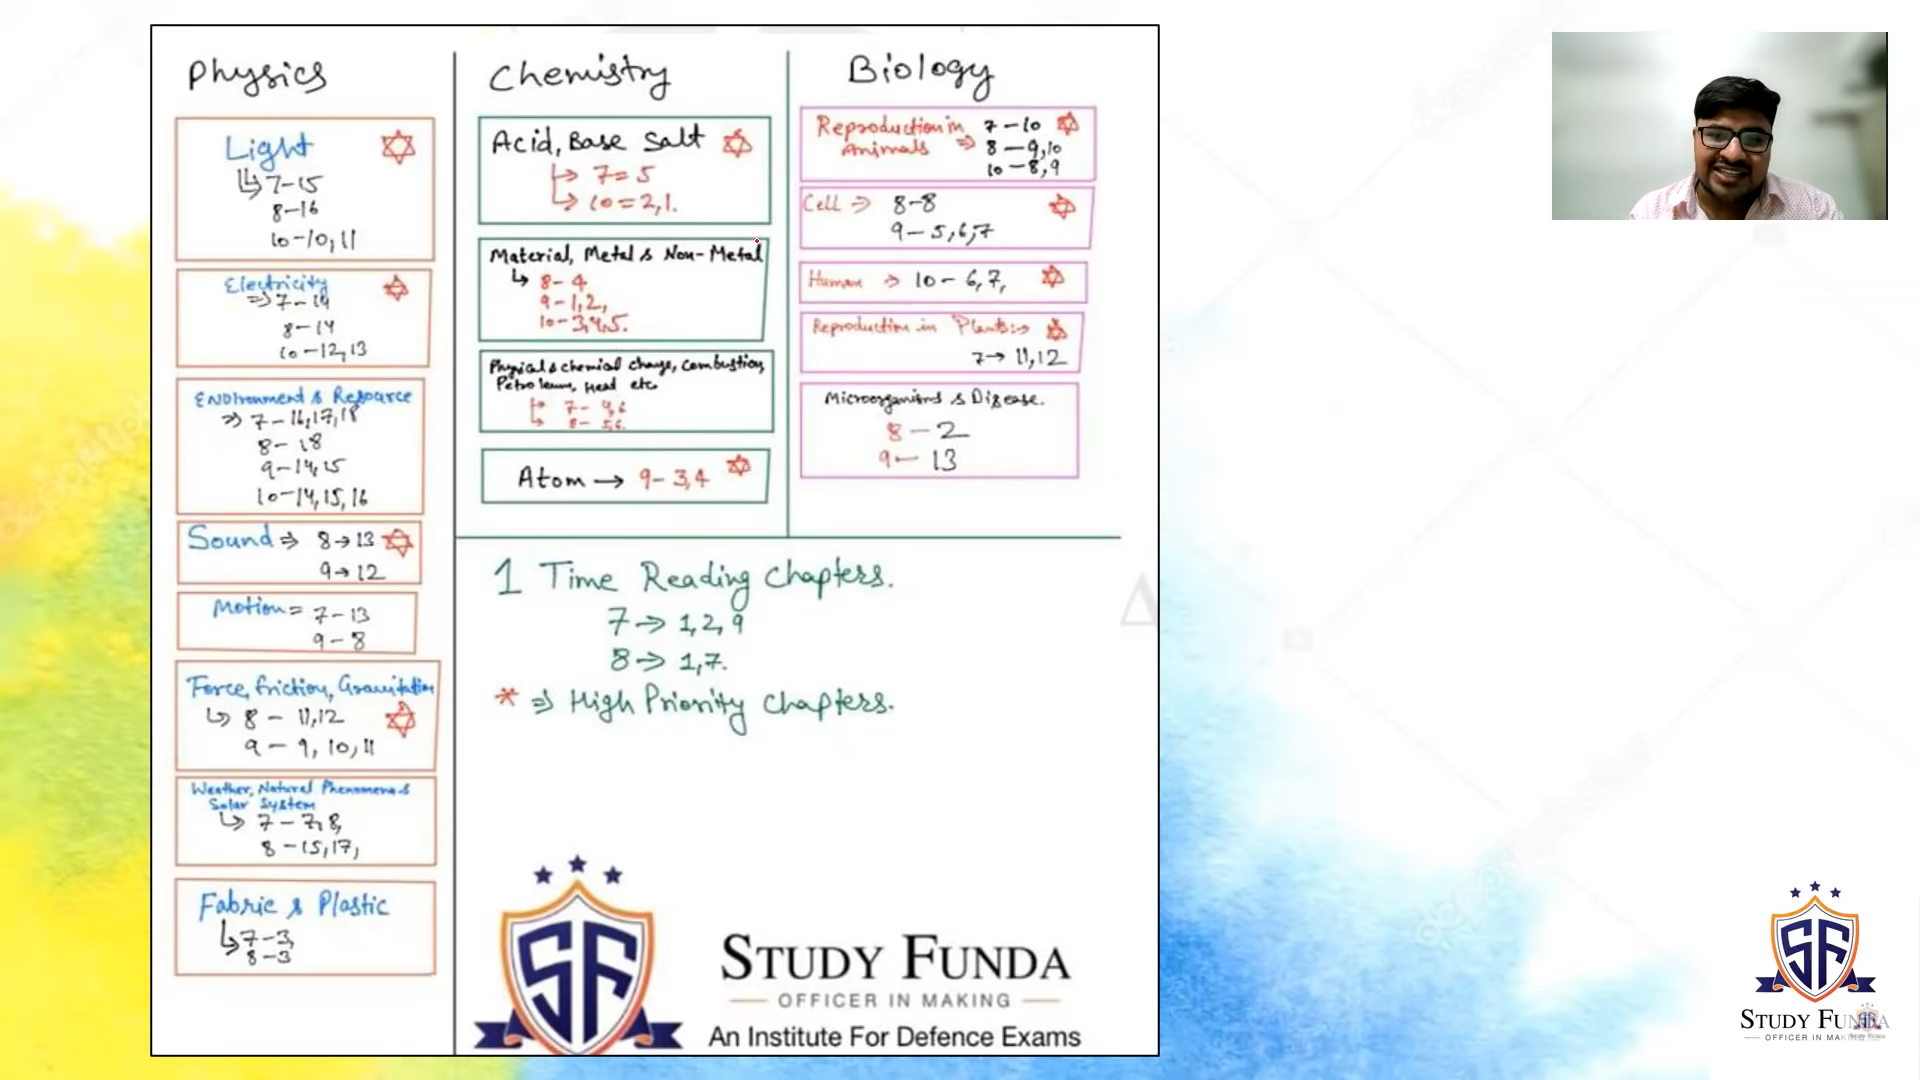 Physics
Light
7-15
8-16
10-10, 11
Electricity
⇒ 7-14
8-14
10-12, 13
Environment & Resource
⇒ 7-16, 17, 18
8-18
9-14, 15
10-14, 15, 16
Sound ⇒ 8→13
9→12
Motion = 7-13
9-8
Force, friction, Gravitation
↳ 8-11,12
9-9, 10, 11
Weather, Natural Phenomena &
Solar System
↳ 7-7, 8,
8-15, 17,
Fabric & Plastic
↳ 7-3,
8-3
Chemistry
Acid, Base Salt
→ 7=5
→ 10=2,1.
Material, Metal & Non-Metal
↳ 8-4,
9-1,2,
10-3,4,5.
Physical & chemical change, Combustion,
Petroleum, Heat etc
7-4,6
8-5,6.
Atom → 9-3,4
Biology
Reproduction in 7-10
Animals ⇒ 8-9,10
10-8,9
Cell ⇒ 8-8
9-5,6,7
Human ⇒ 10-6,7,
Reproduction in Plants ⇒
7→11,12
Microorganisms & Disease.
8-2
9-13
1 Time Reading Chapters.
7→1,2,9
8→1,7.
* ⇒ High Priority Chapters.
SF
STUDY FUNDA
OFFICER IN MAKING
An Institute For Defence Exams
SF
STUDY FUNDA
OFFICER IN MAKING